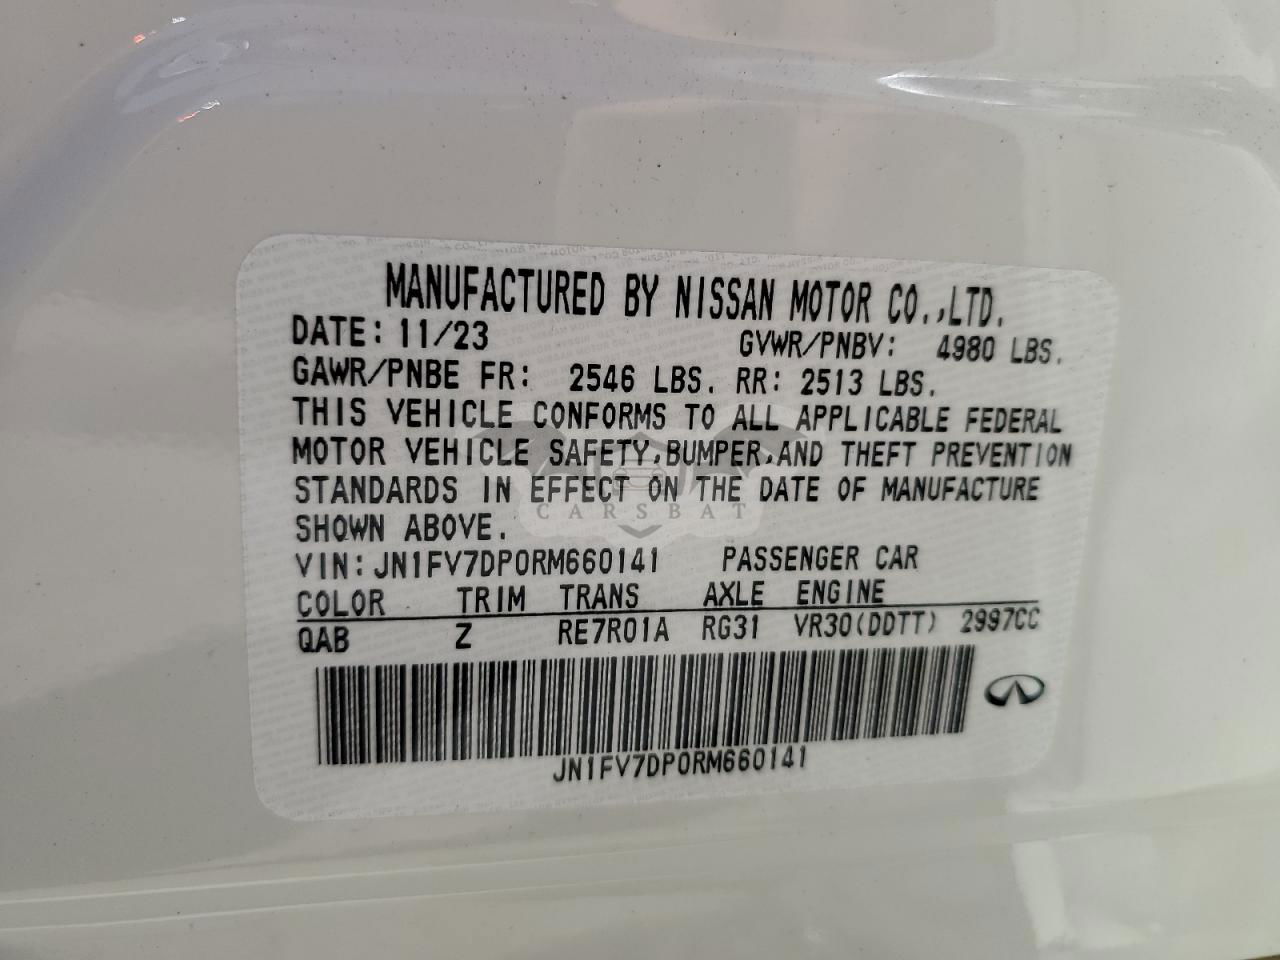 MANUFACTURED BY NISSAN MOTOR CO.,LTD.
DATE: 11/23 GVWR/PNBV: 4980 LBS.
GAWR/PNBE FR: 2546 LBS. RR: 2513 LBS.
THIS VEHICLE CONFORMS TO ALL APPLICABLE FEDERAL
MOTOR VEHICLE SAFETY,BUMPER,AND THEFT PREVENTION
STANDARDS IN EFFECT ON THE DATE OF MANUFACTURE
CARSBAT
SHOWN ABOVE.
VIN:JN1FV7DP0RM660141 PASSENGER CAR
COLOR TRIM TRANS AXLE ENGINE
QAB Z RE7R01A RG31 VR30(DDTT) 2997CC
JN1FV7DP0RM660141